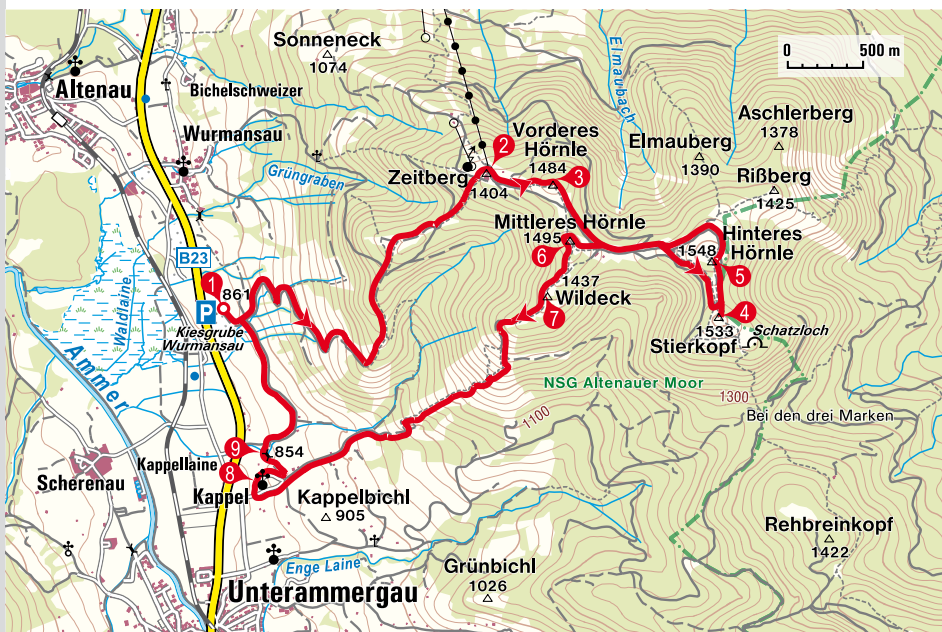 Sonneneck
1074
0 500 m
Altenau
Bichelschweizer
Elmaubach
Aschlerberg
1378
Wurmansau
Vorderes
Hörnle
1484
Elmauberg
1390
2
3
Grüngraben
Zeitberg
1404
Rißberg
1425
Mittleres Hörnle
1495
Hinteres
Hörnle
1548
6
5
B23
1
861
P
Kiesgrube
Wurmansau
Waldlaine
1437
Wildeck
7
4
1533
Stierkopf
Schatzloch
Ammer
NSG Altenauer Moor
1300
1100
Bei den drei Marken
9
854
Kappellaine
8
Scherenau
Kappel
Kappelbichl
905
Rehbreinkopf
1422
Enge Laine
Grünbichl
1026
Unterammergau